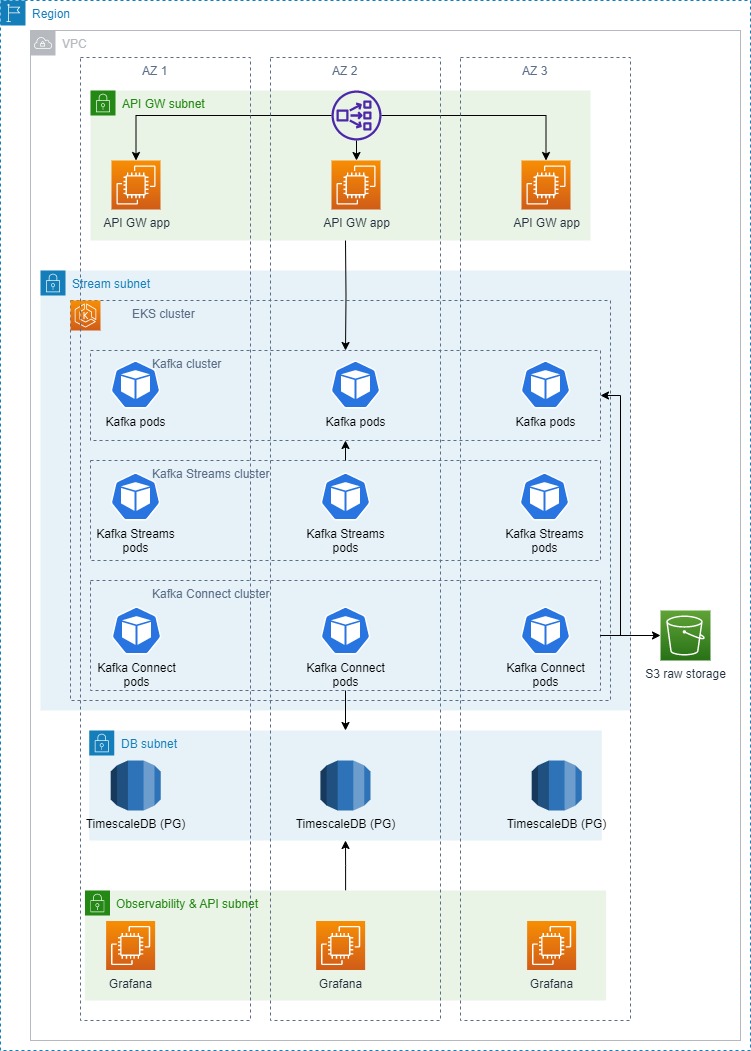 Region
VPC
AZ 1
AZ 2
AZ 3
API GW subnet
API GW app
API GW app
API GW app
Stream subnet
EKS cluster
Kafka cluster
Kafka pods
Kafka pods
Kafka pods
Kafka Streams cluster
Kafka Streams
pods
Kafka Streams
pods
Kafka Streams
pods
Kafka Connect cluster
Kafka Connect
pods
Kafka Connect
pods
Kafka Connect
pods
S3 raw storage
DB subnet
TimescaleDB (PG)
TimescaleDB (PG)
TimescaleDB (PG)
Observability & API subnet
Grafana
Grafana
Grafana